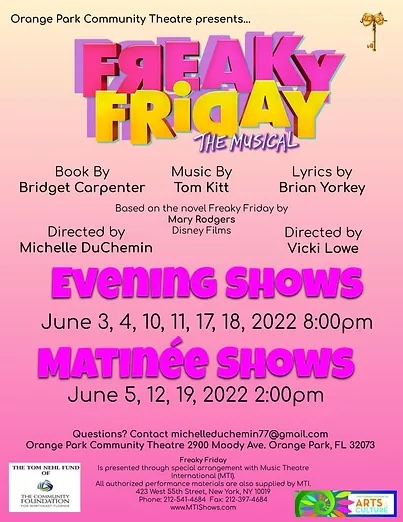 Orange Park Community Theatre presents...
FREAKY
FRiDAY
THE MUSICAL
Book By
Bridget Carpenter
Music By
Tom Kitt
Lyrics by
Brian Yorkey
Based on the novel Freaky Friday by
Mary Rodgers
Disney Films
Directed by
Michelle DuChemin
Directed by
Vicki Lowe
Evening Shows
June 3, 4, 10, 11, 17, 18, 2022 8:00pm
Matinée Shows
June 5, 12, 19, 2022 2:00pm
Questions? Contact michelleduchemin77@gmail.com
Orange Park Community Theatre 2900 Moody Ave. Orange Park, FL 32073
Freaky Friday
Is presented through special arrangement with Music Theatre
International (MTI).
All authorized performance materials are also supplied by MTI.
423 West 55th Street, New York, NY 10019
Phone: 212-541-4684 Fax: 212-397-4684
www.MTIShows.com
THE TOM NEHL FUND
OF
THE COMMUNITY
FOUNDATION
FOR NORTHEAST FLORIDA
ARTS
CULTURE